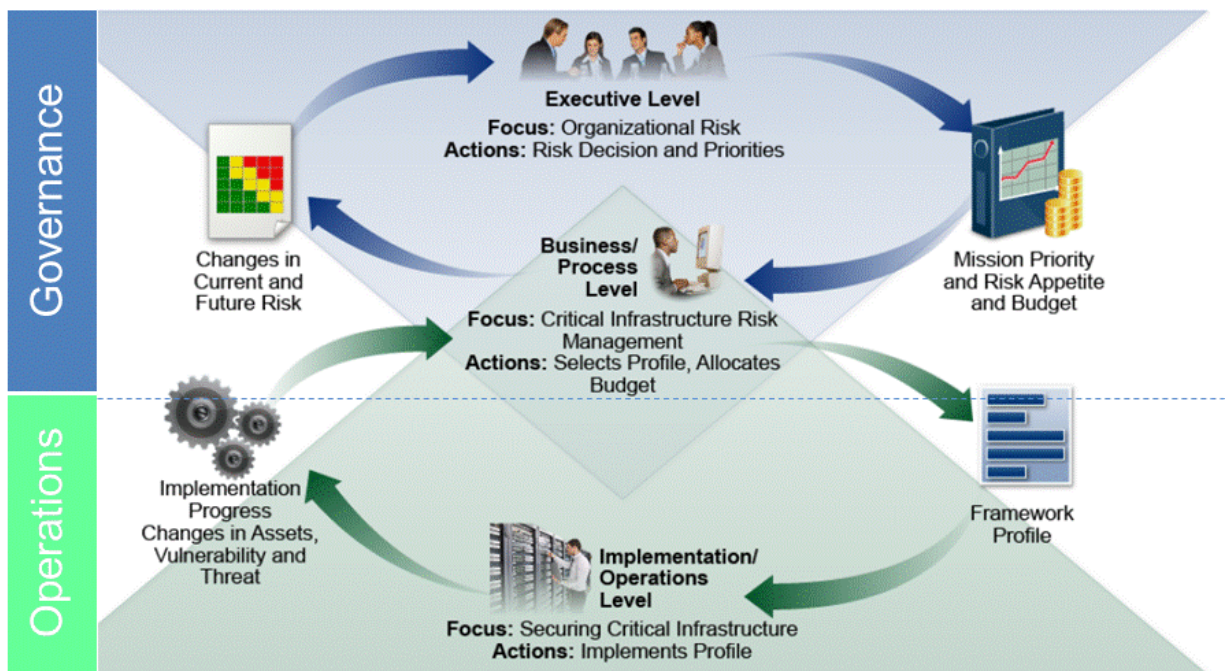 Governance
Executive Level
Focus: Organizational Risk
Actions: Risk Decision and Priorities
Changes in
Current and
Future Risk
Mission Priority
and Risk Appetite
and Budget
Business/
Process
Level
Focus: Critical Infrastructure Risk
Management
Actions: Selects Profile, Allocates
Budget
Operations
Implementation
Progress
Changes in Assets,
Vulnerability and
Threat
Framework
Profile
Implementation/
Operations
Level
Focus: Securing Critical Infrastructure
Actions: Implements Profile